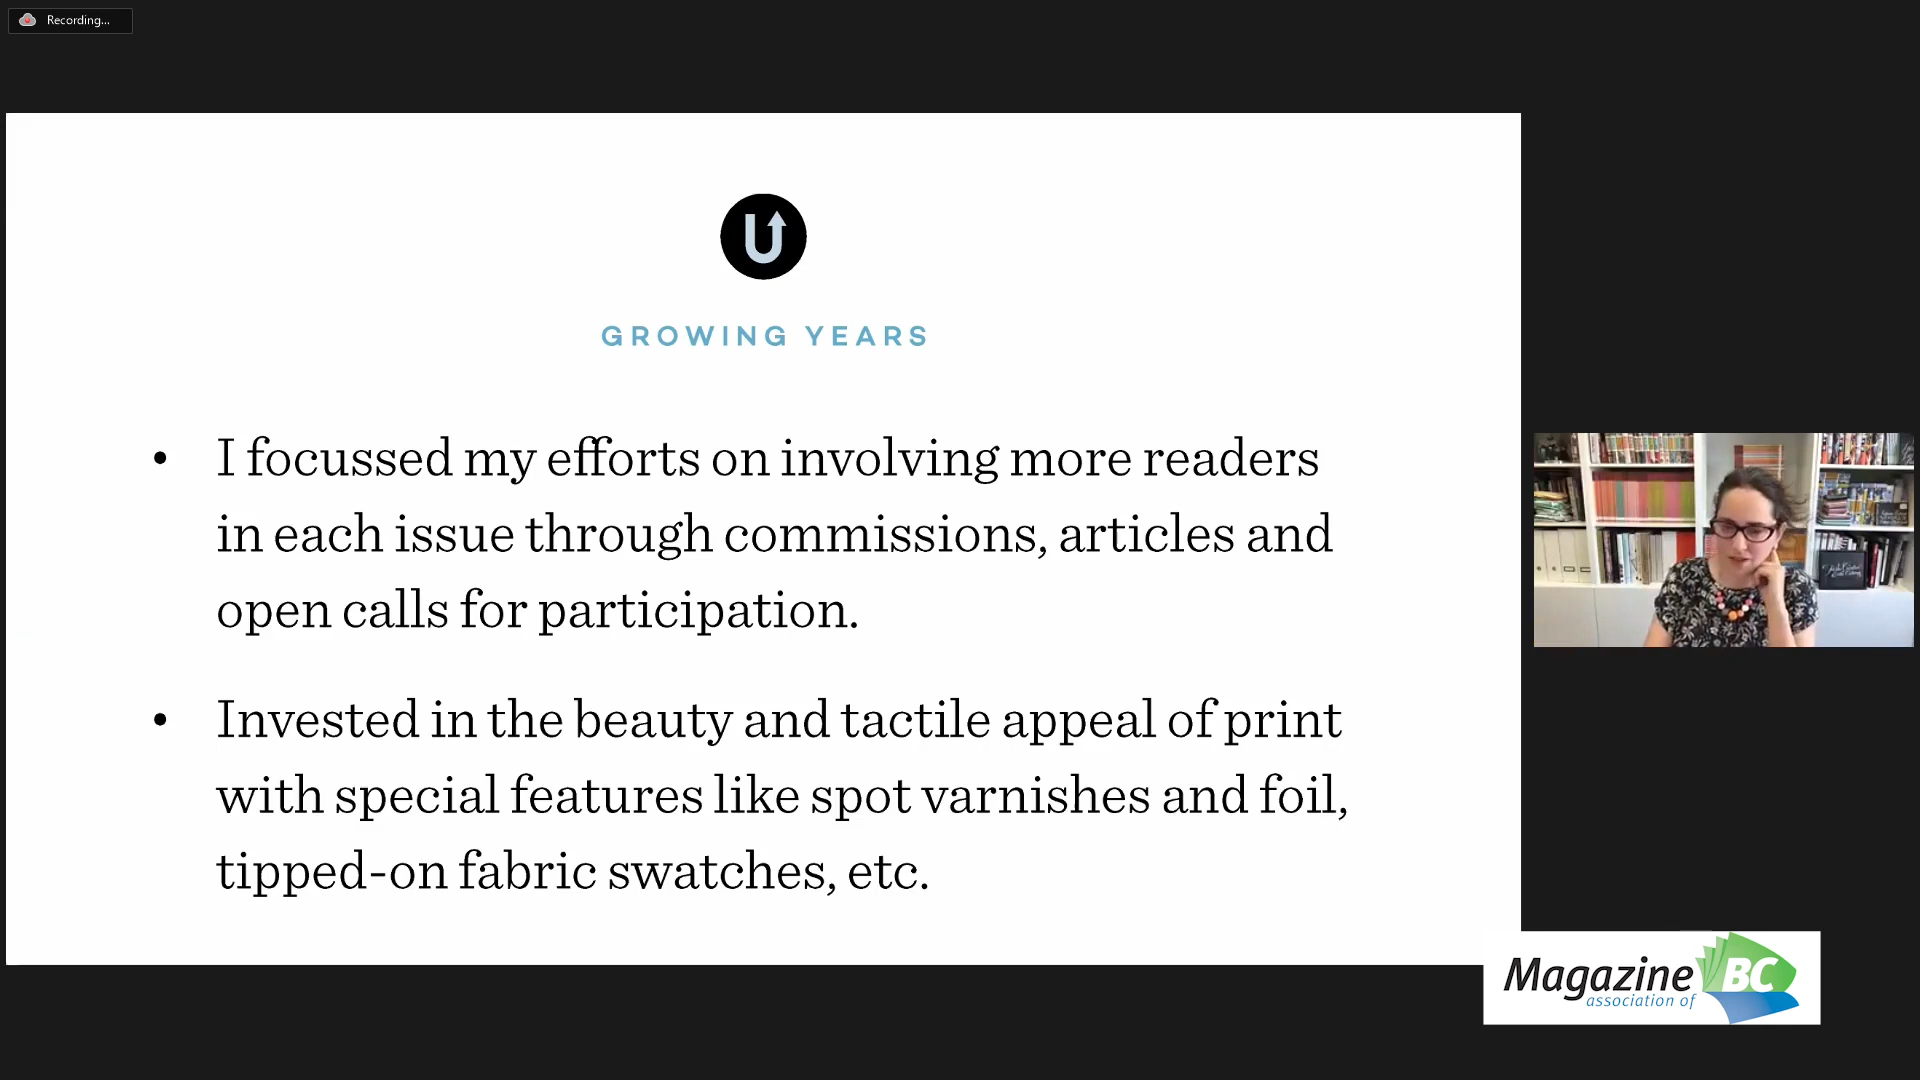 Recording...
U
GROWING YEARS
• I focussed my efforts on involving more readers
in each issue through commissions, articles and
open calls for participation.
• Invested in the beauty and tactile appeal of print
with special features like spot varnishes and foil,
tipped-on fabric swatches, etc.
Magazine BC
association of